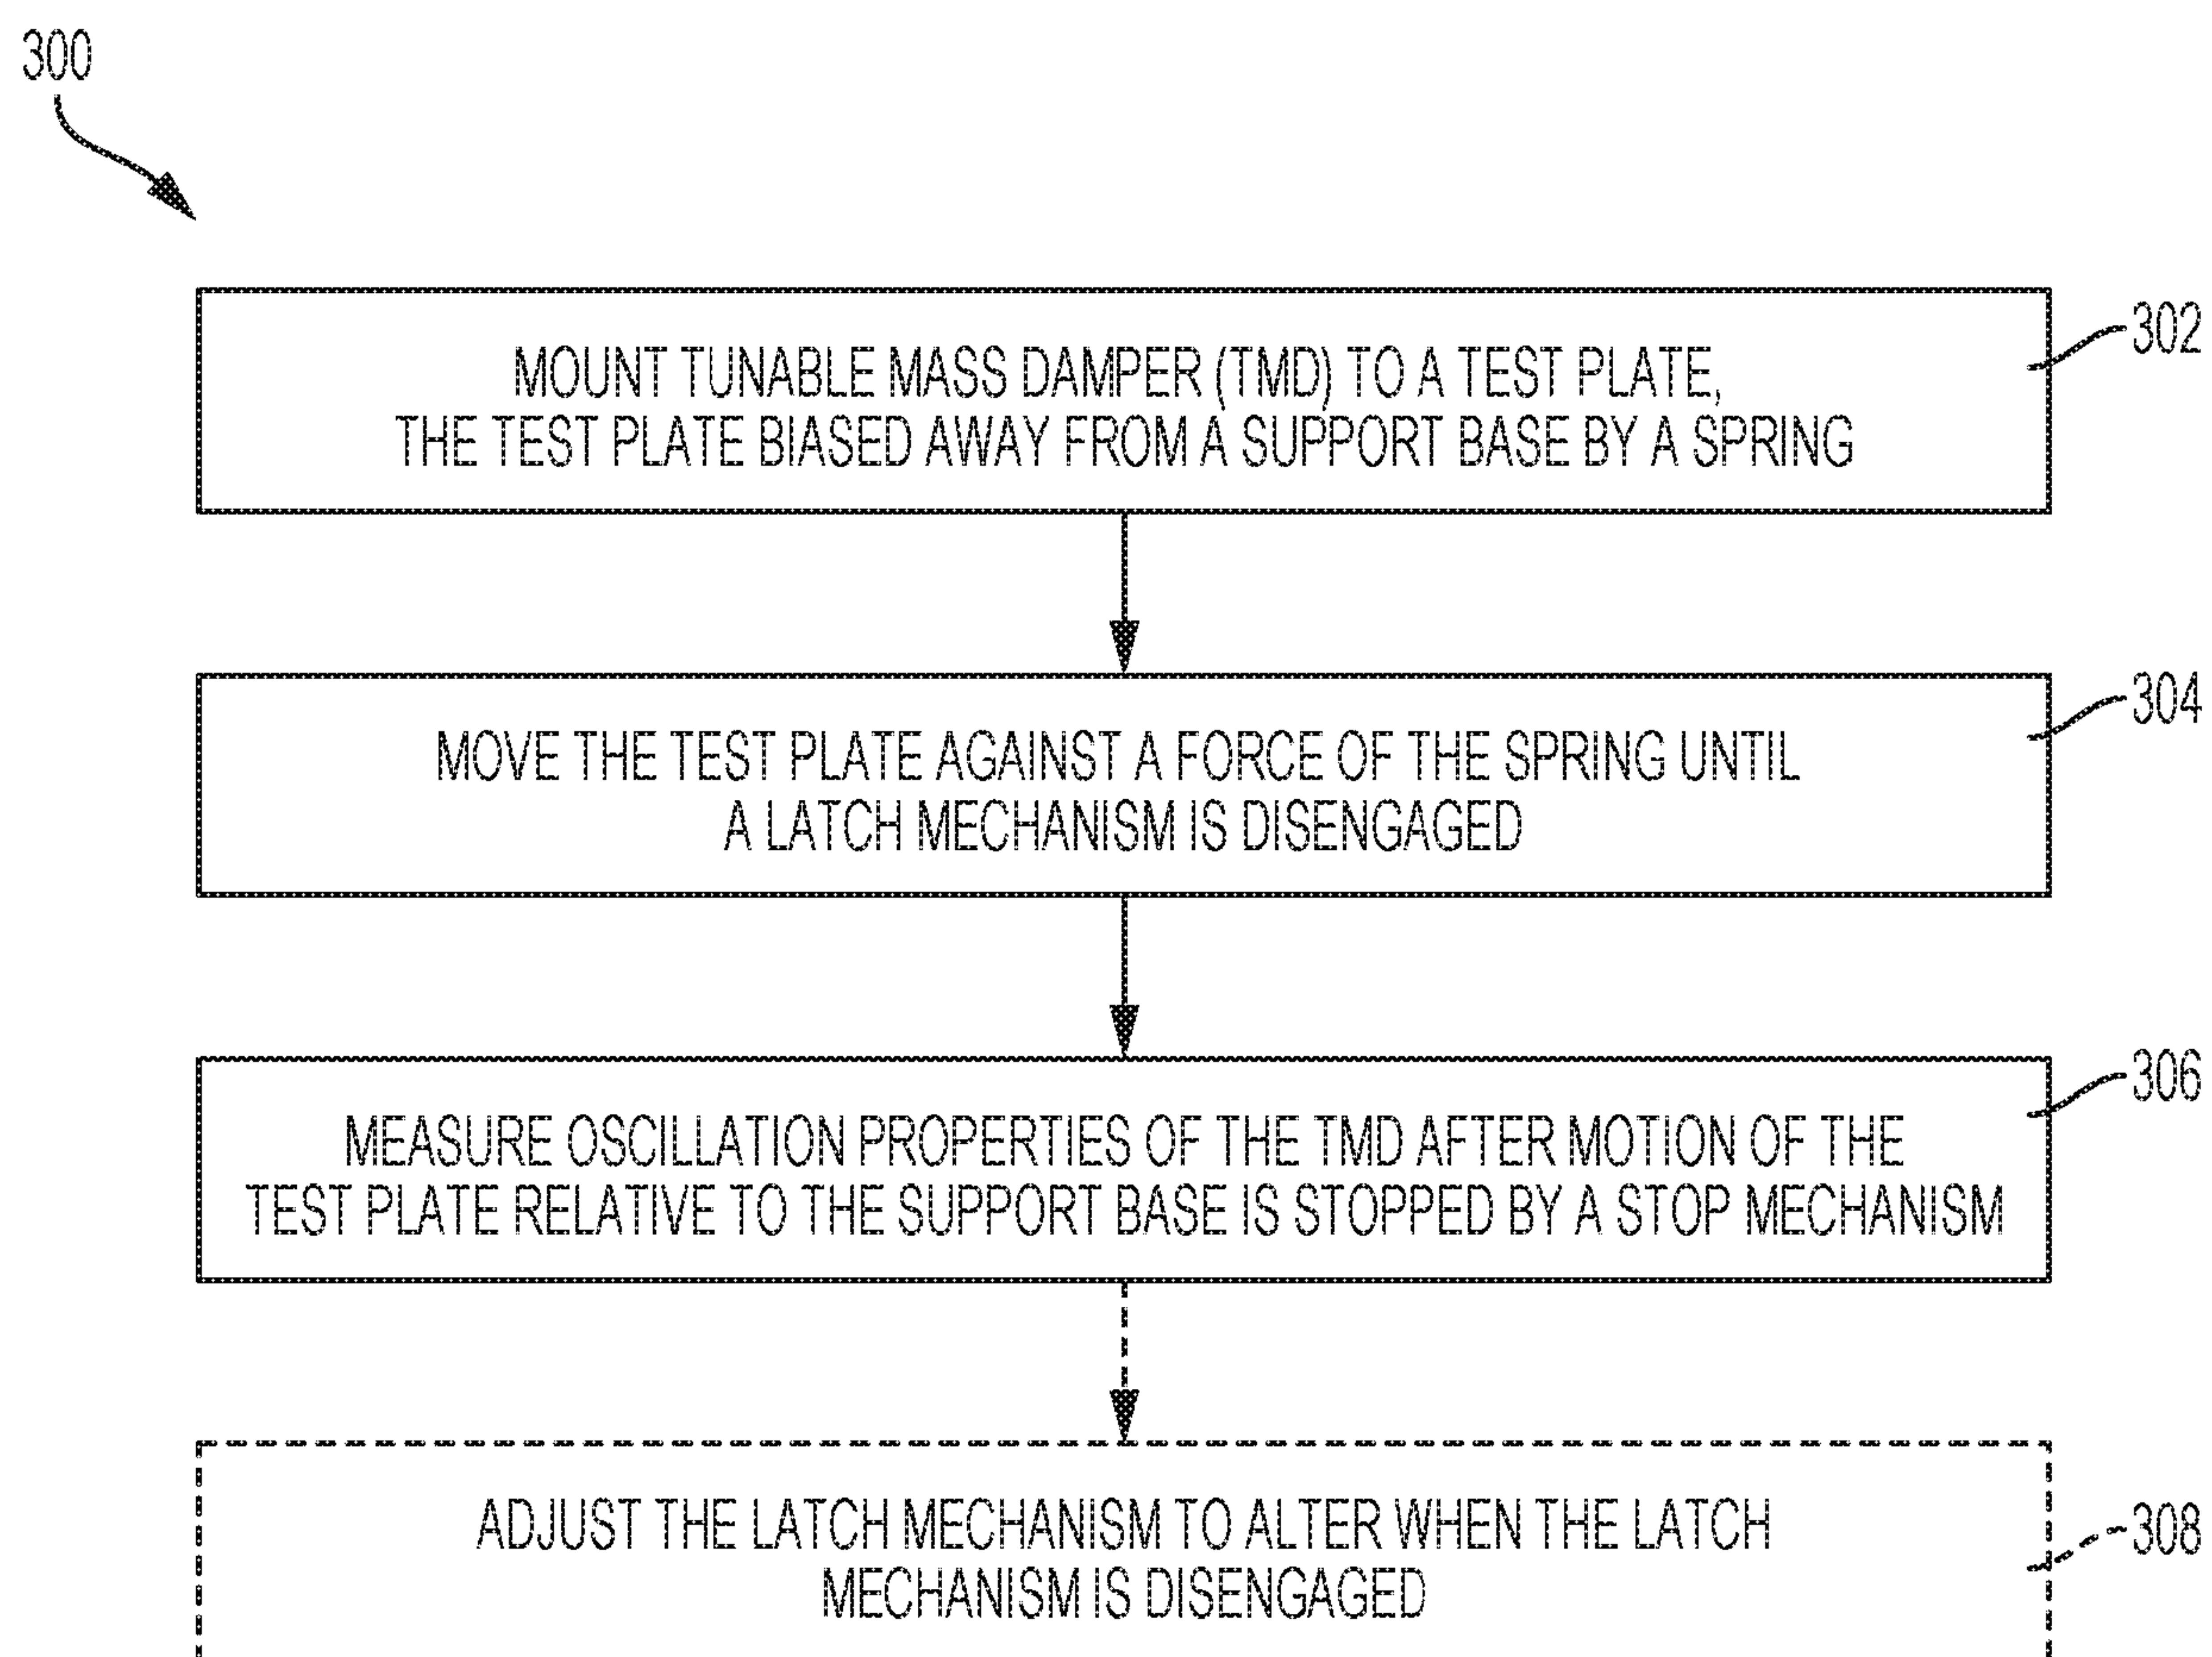 300
MOUNT TUNABLE MASS DAMPER (TMD) TO A TEST PLATE,
THE TEST PLATE BIASED AWAY FROM A SUPPORT BASE BY A SPRING
302
MOVE THE TEST PLATE AGAINST A FORCE OF THE SPRING UNTIL
A LATCH MECHANISM IS DISENGAGED
304
MEASURE OSCILLATION PROPERTIES OF THE TMD AFTER MOTION OF THE
TEST PLATE RELATIVE TO THE SUPPORT BASE IS STOPPED BY A STOP MECHANISM
306
ADJUST THE LATCH MECHANISM TO ALTER WHEN THE LATCH
MECHANISM IS DISENGAGED
308